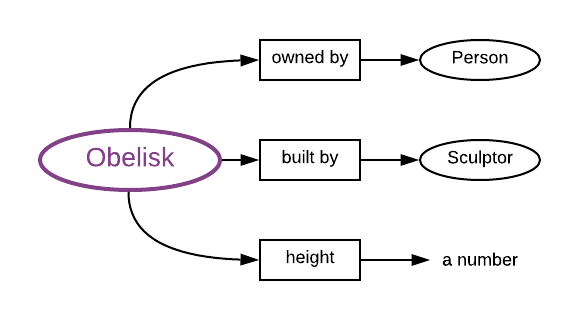 owned by
Person
Obelisk
built by
Sculptor
height
a number